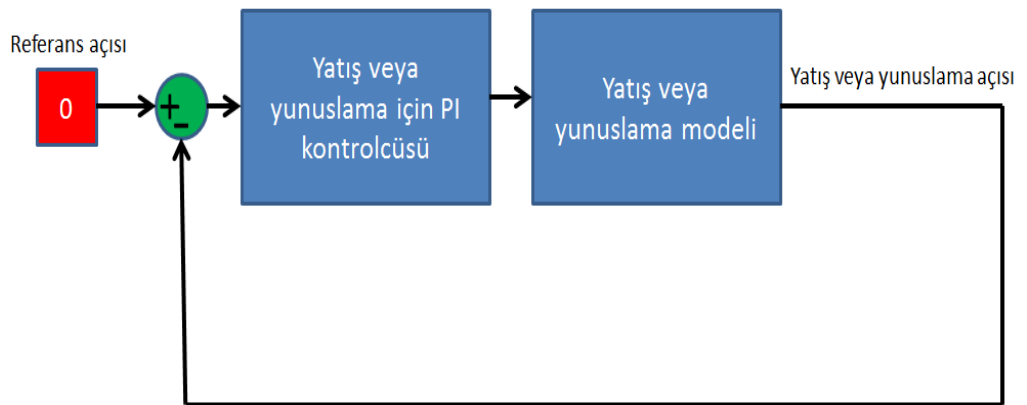 Referans açısı
0
+
−
Yatış veya
yunuslama için PI
kontrolcüsü
Yatış veya
yunuslama modeli
Yatış veya yunuslama açısı